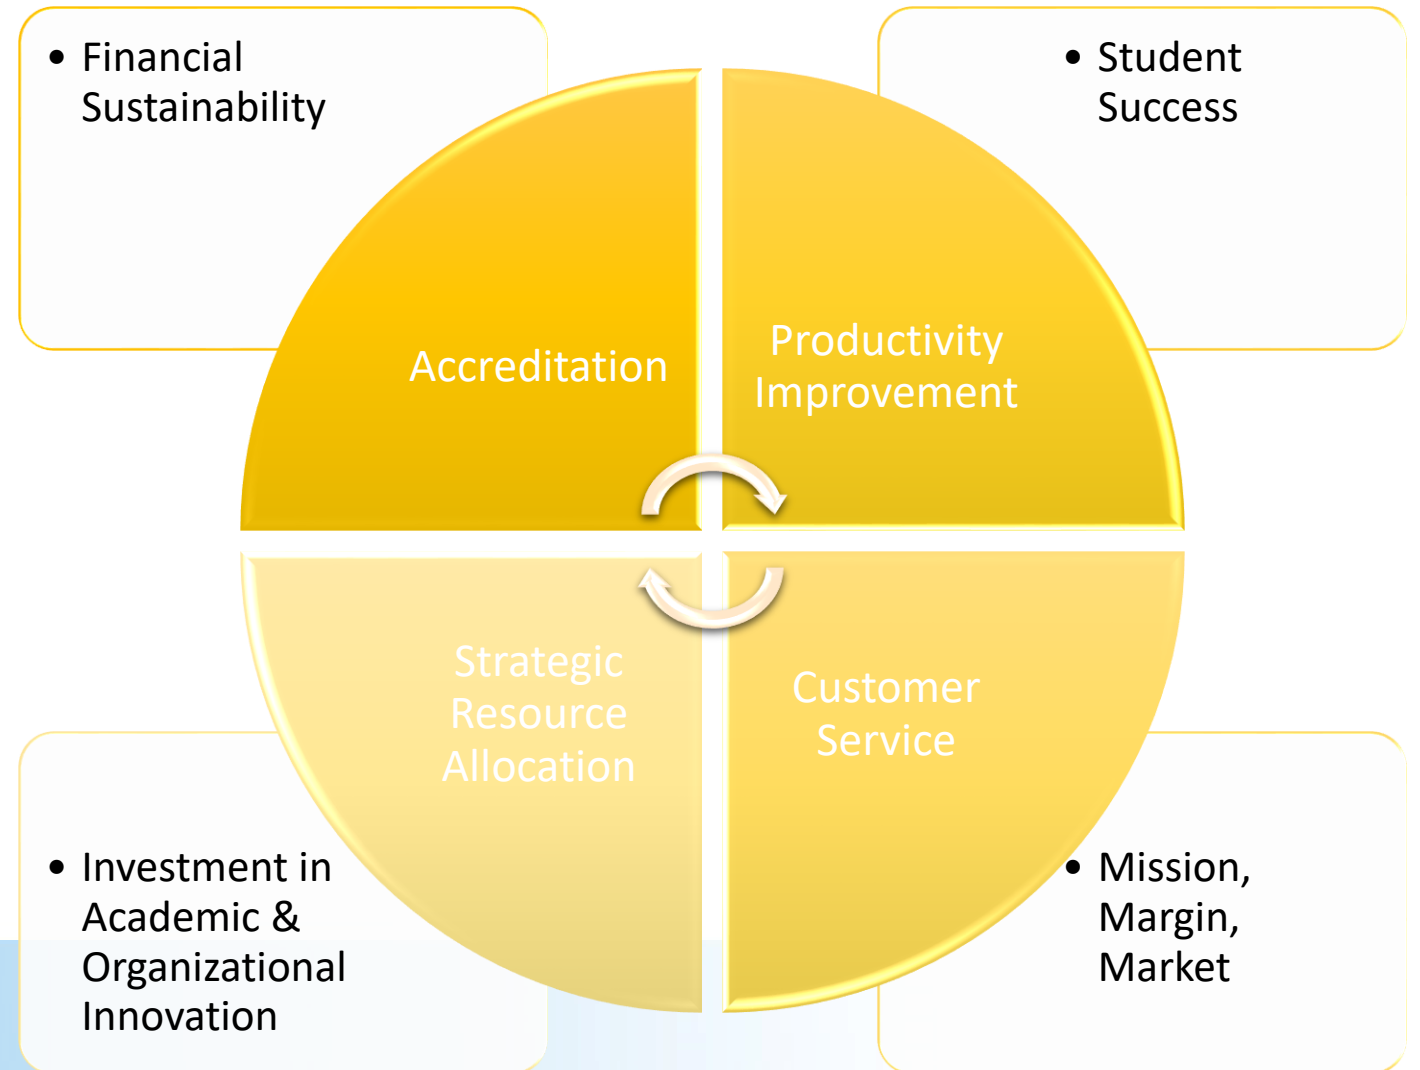 • Financial
Sustainability
• Student
Success
Accreditation
Productivity
Improvement
Strategic
Resource
Allocation
Customer
Service
• Investment in
Academic &
Organizational
Innovation
• Mission,
Margin,
Market